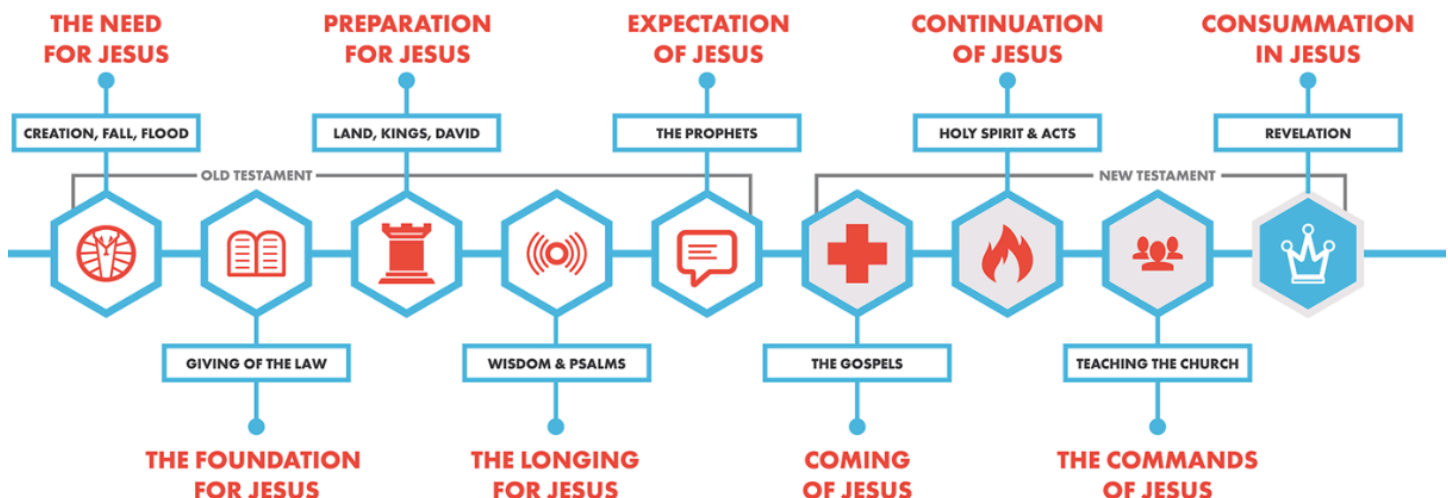 THE NEED
FOR JESUS
PREPARATION
FOR JESUS
EXPECTATION
OF JESUS
CONTINUATION
OF JESUS
CONSUMMATION
IN JESUS
CREATION, FALL, FLOOD
LAND, KINGS, DAVID
THE PROPHETS
HOLY SPIRIT & ACTS
REVELATION
OLD TESTAMENT
NEW TESTAMENT
GIVING OF THE LAW
WISDOM & PSALMS
THE GOSPELS
TEACHING THE CHURCH
THE FOUNDATION
FOR JESUS
THE LONGING
FOR JESUS
COMING
OF JESUS
THE COMMANDS
OF JESUS